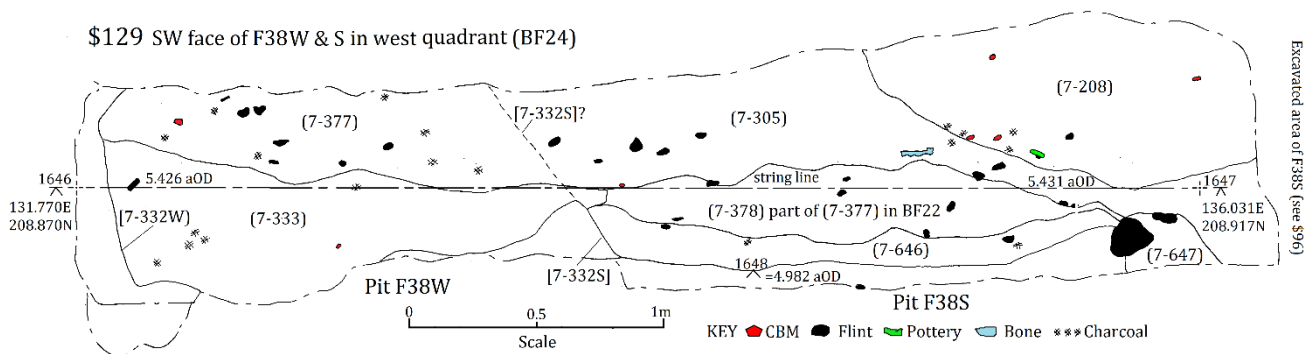 $129 SW face of F38W & S in west quadrant (BF24)
(7-377)
[7-332S]?
(7-305)
(7-208)
Excavated area of F38S (see $96)
1646
5.426 aOD
string line
5.431 aOD
1647
131.770E
208.870N
[7-332W)
(7-333)
(7-378) part of (7-377) in BF22
136.031E
208.917N
(7-646)
(7-647)
[7-332S]
1648
=4.982 aOD
Pit F38W
Pit F38S
0 0.5 1m
Scale
KEY CBM Flint Pottery Bone Charcoal